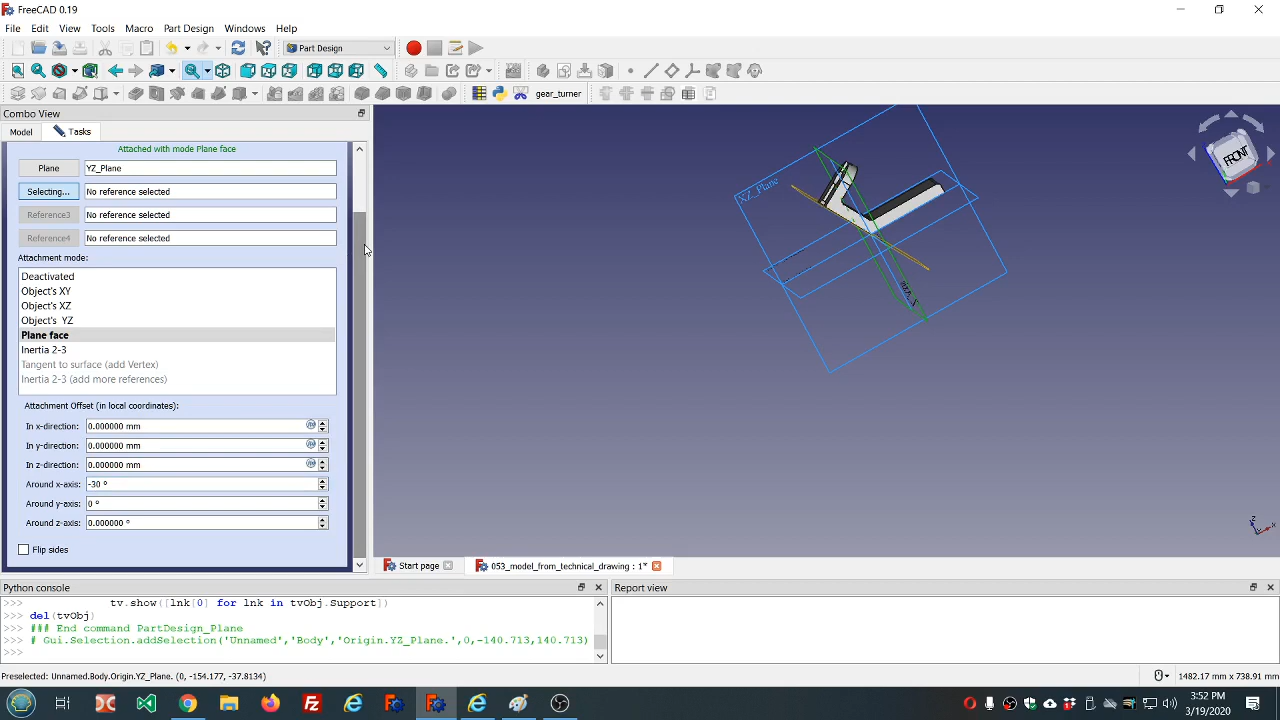 FreeCAD 0.19
File Edit View Tools Macro Part Design Windows Help
Part Design
gear_turner
Combo View
Model Tasks
Attached with mode Plane face
Plane YZ_Plane
Selecting... No reference selected
Reference3 No reference selected
Reference4 No reference selected
Attachment mode:
Deactivated
Object's XY
Object's XZ
Object's YZ
Plane face
Inertia 2-3
Tangent to surface (add Vertex)
Inertia 2-3 (add more references)
Attachment Offset (in local coordinates):
In x-direction: 0.000000 mm
In y-direction: 0.000000 mm
In z-direction: 0.000000 mm
Around x-axis: -30 °
Around y-axis: 0 °
Around z-axis: 0.000000 °
Flip sides
XZ_Plane
FRONT
Z
X
Start page 053_model_from_technical_drawing : 1*
Python console
>>> tv.show([lnk[0] for lnk in tvObj.Support])
>>> del(tvObj)
>>> ### End command PartDesign_Plane
>>> # Gui.Selection.addSelection('Unnamed','Body','Origin.YZ_Plane.',0,-140.713,140.713)
>>>
Report view
Preselected: Unnamed.Body.Origin.YZ_Plane. (0, -154.177, -37.8134)
1482.17 mm x 738.91 mm
3:52 PM
3/19/2020